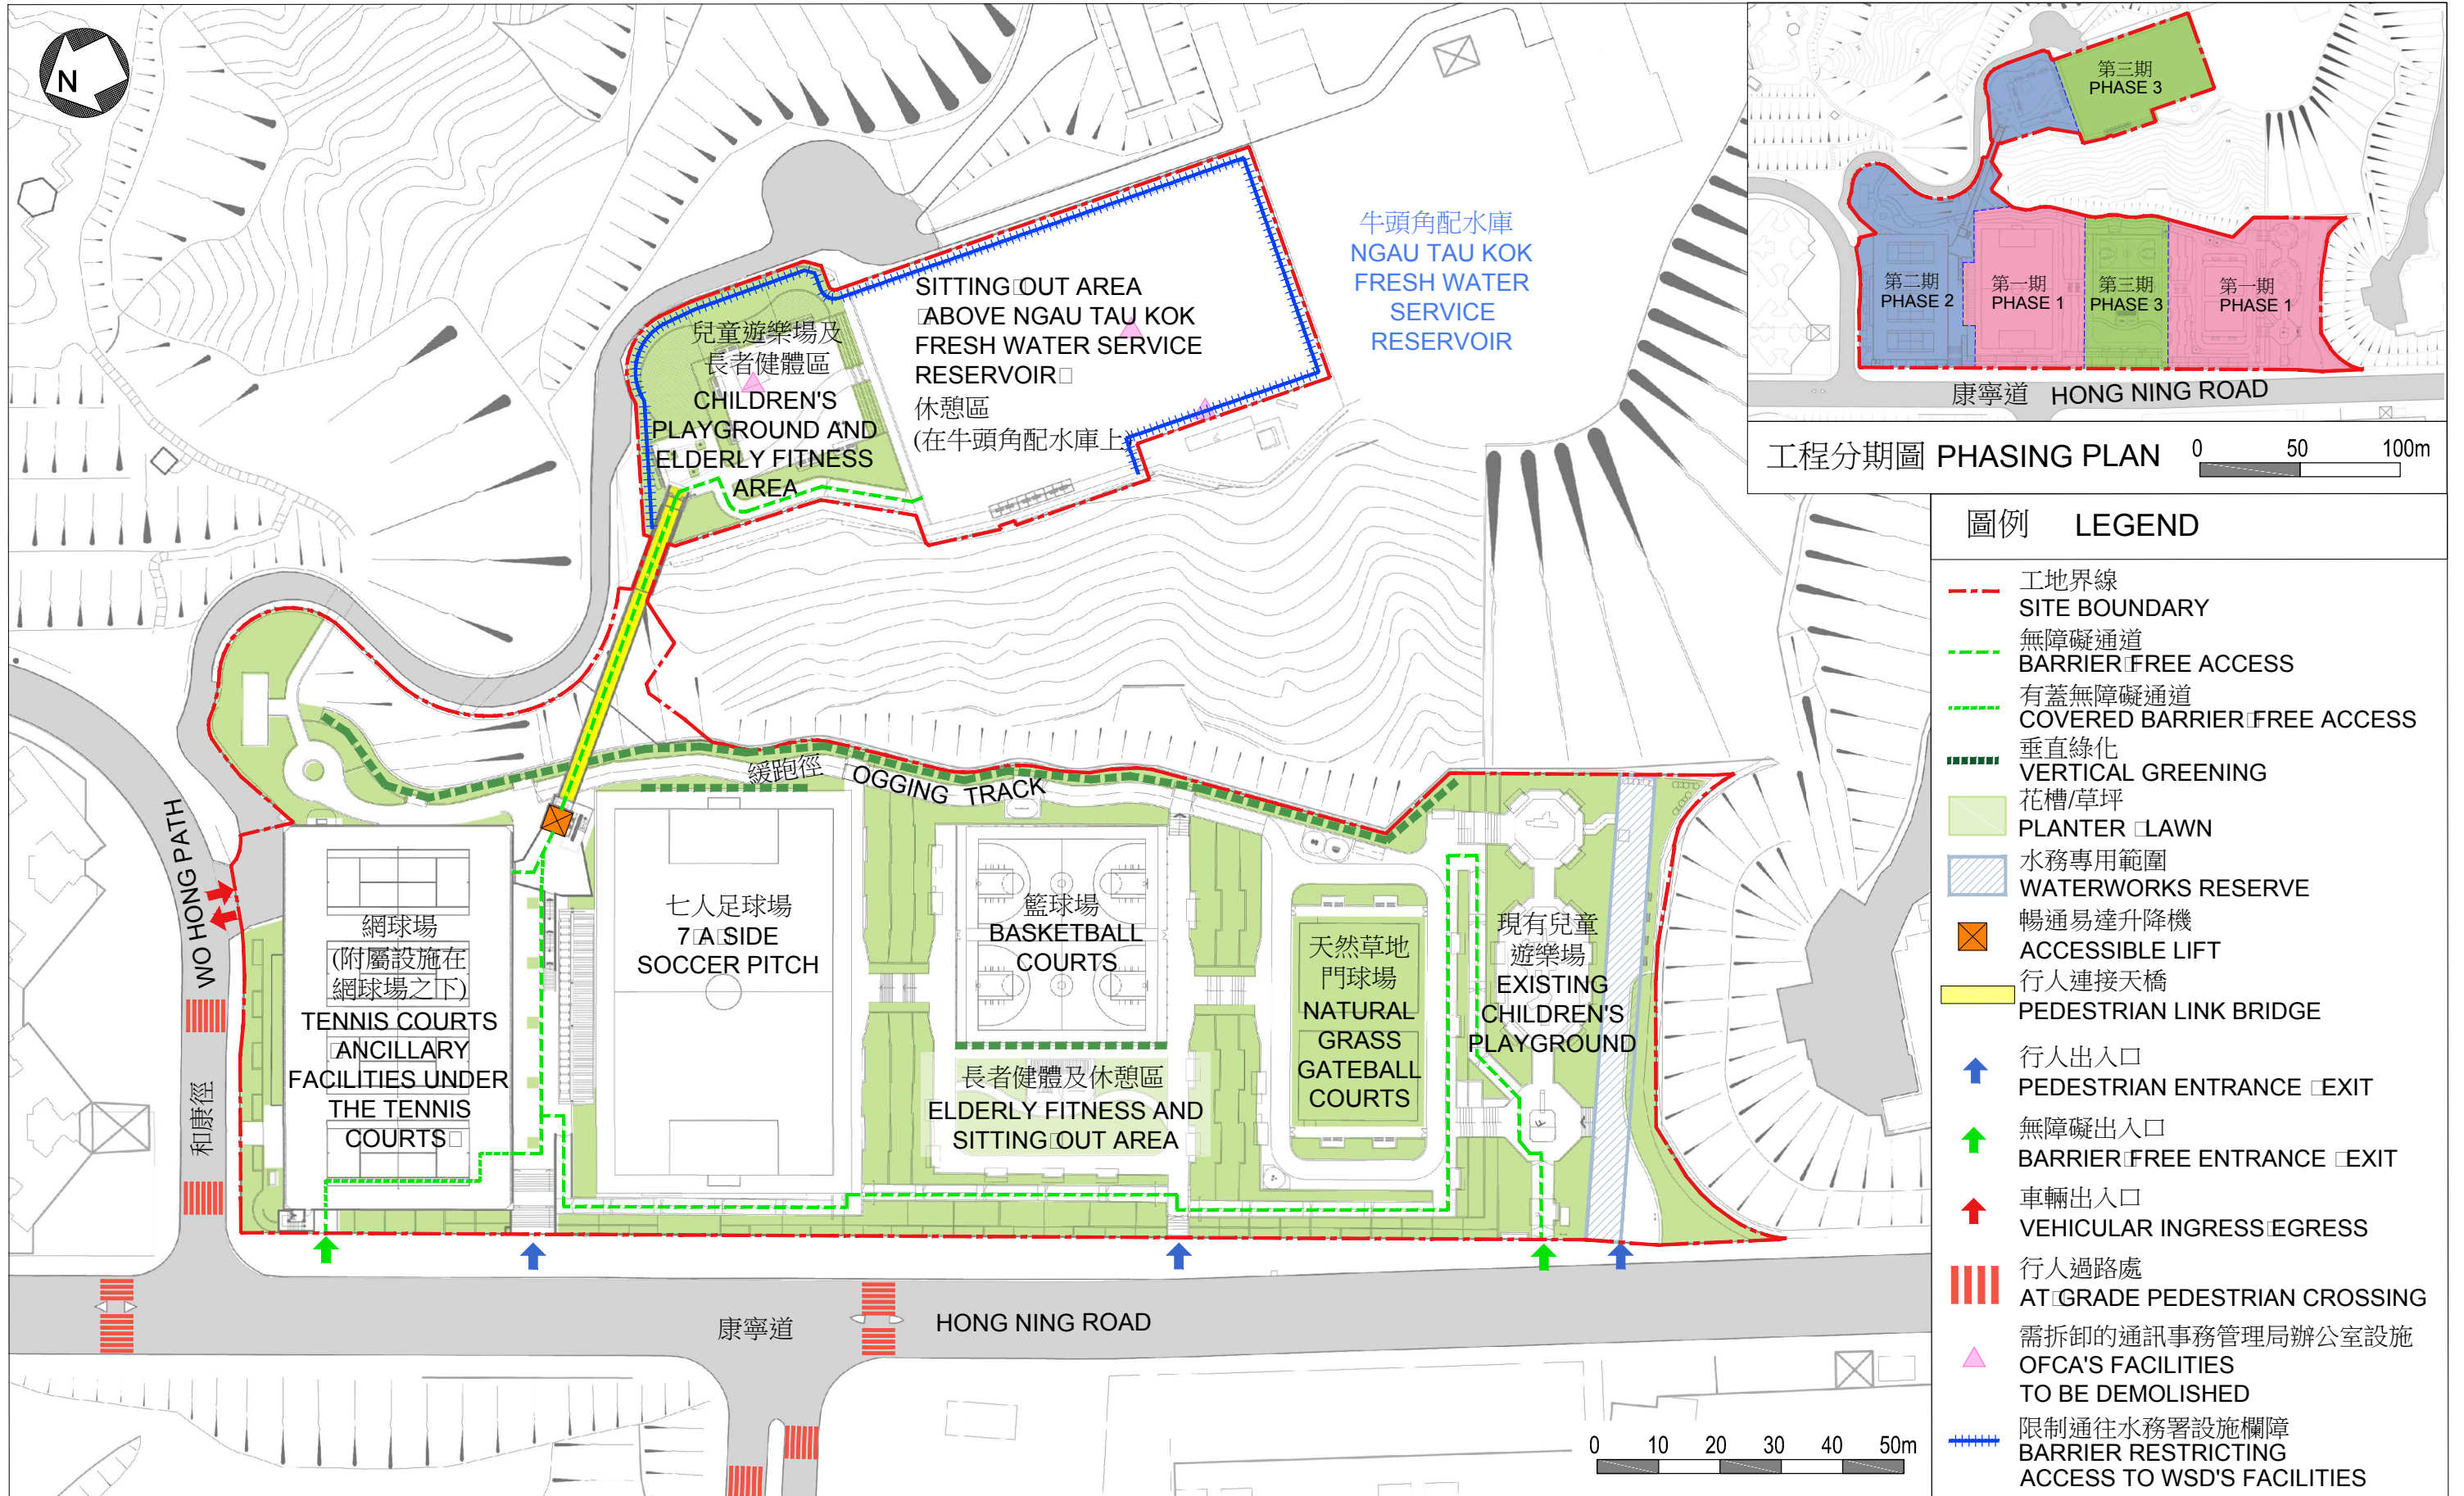 N
兒童遊樂場及
長者健體區
CHILDREN'S
PLAYGROUND AND
ELDERLY FITNESS
AREA
SITTING□OUT AREA
□ABOVE NGAU TAU KOK
FRESH WATER SERVICE
RESERVOIR□
休憩區
(在牛頭角配水庫上)
牛頭角配水庫
NGAU TAU KOK
FRESH WATER
SERVICE
RESERVOIR
緩跑徑 OGGING TRACK
WO HONG PATH
和康徑
網球場
(附屬設施在
網球場之下)
TENNIS COURTS
□ANCILLARY
FACILITIES UNDER
THE TENNIS
COURTS□
七人足球場
7□A□SIDE
SOCCER PITCH
籃球場
BASKETBALL
COURTS
長者健體及休憩區
ELDERLY FITNESS AND
SITTING□OUT AREA
天然草地
門球場
NATURAL
GRASS
GATEBALL
COURTS
現有兒童
遊樂場
EXISTING
CHILDREN'S
PLAYGROUND
康寧道
HONG NING ROAD
0 10 20 30 40 50m
第三期
PHASE 3
第二期
PHASE 2
第一期
PHASE 1
第三期
PHASE 3
第一期
PHASE 1
康寧道 HONG NING ROAD
工程分期圖 PHASING PLAN
0 50 100m
圖例 LEGEND
工地界線
SITE BOUNDARY
無障礙通道
BARRIER□FREE ACCESS
有蓋無障礙通道
COVERED BARRIER□FREE ACCESS
垂直綠化
VERTICAL GREENING
花槽/草坪
PLANTER □LAWN
水務專用範圍
WATERWORKS RESERVE
暢通易達升降機
ACCESSIBLE LIFT
行人連接天橋
PEDESTRIAN LINK BRIDGE
行人出入口
PEDESTRIAN ENTRANCE □EXIT
無障礙出入口
BARRIER□FREE ENTRANCE □EXIT
車輛出入口
VEHICULAR INGRESS□EGRESS
行人過路處
AT□GRADE PEDESTRIAN CROSSING
需拆卸的通訊事務管理局辦公室設施
OFCA'S FACILITIES
TO BE DEMOLISHED
限制通往水務署設施欄障
BARRIER RESTRICTING
ACCESS TO WSD'S FACILITIES